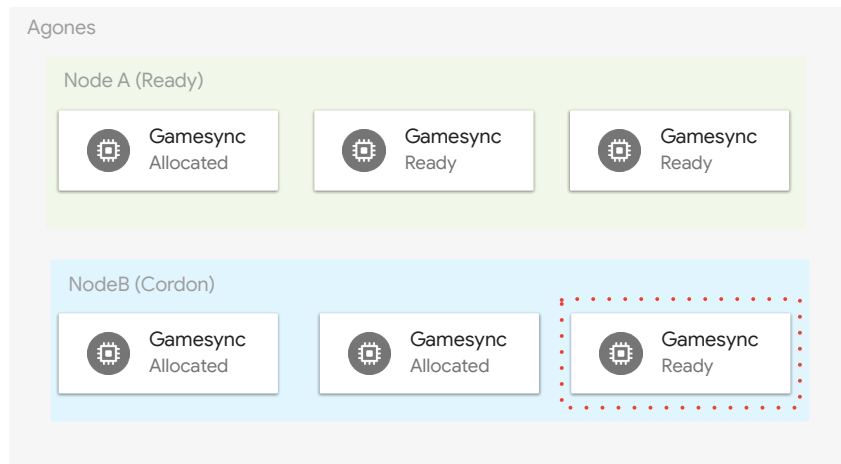 Agones
Node A (Ready)
Gamesync
Allocated
Gamesync
Ready
Gamesync
Ready
NodeB (Cordon)
Gamesync
Allocated
Gamesync
Allocated
Gamesync
Ready